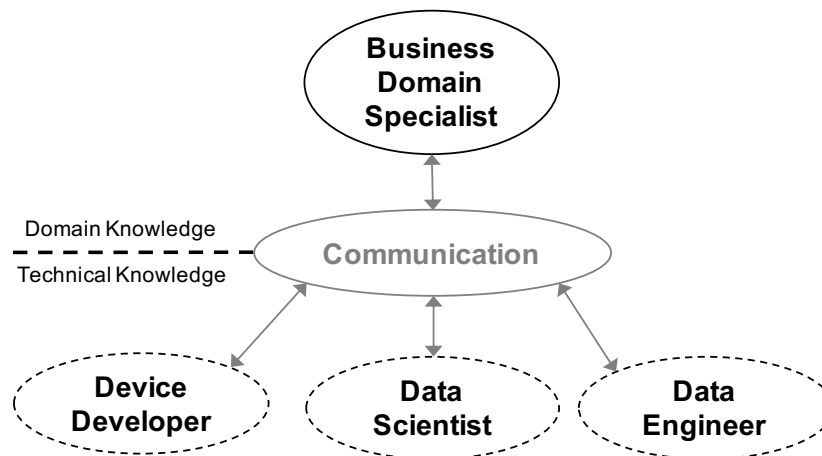 Business
Domain
Specialist
Domain Knowledge
Communication
Technical Knowledge
Device
Developer
Data
Scientist
Data
Engineer